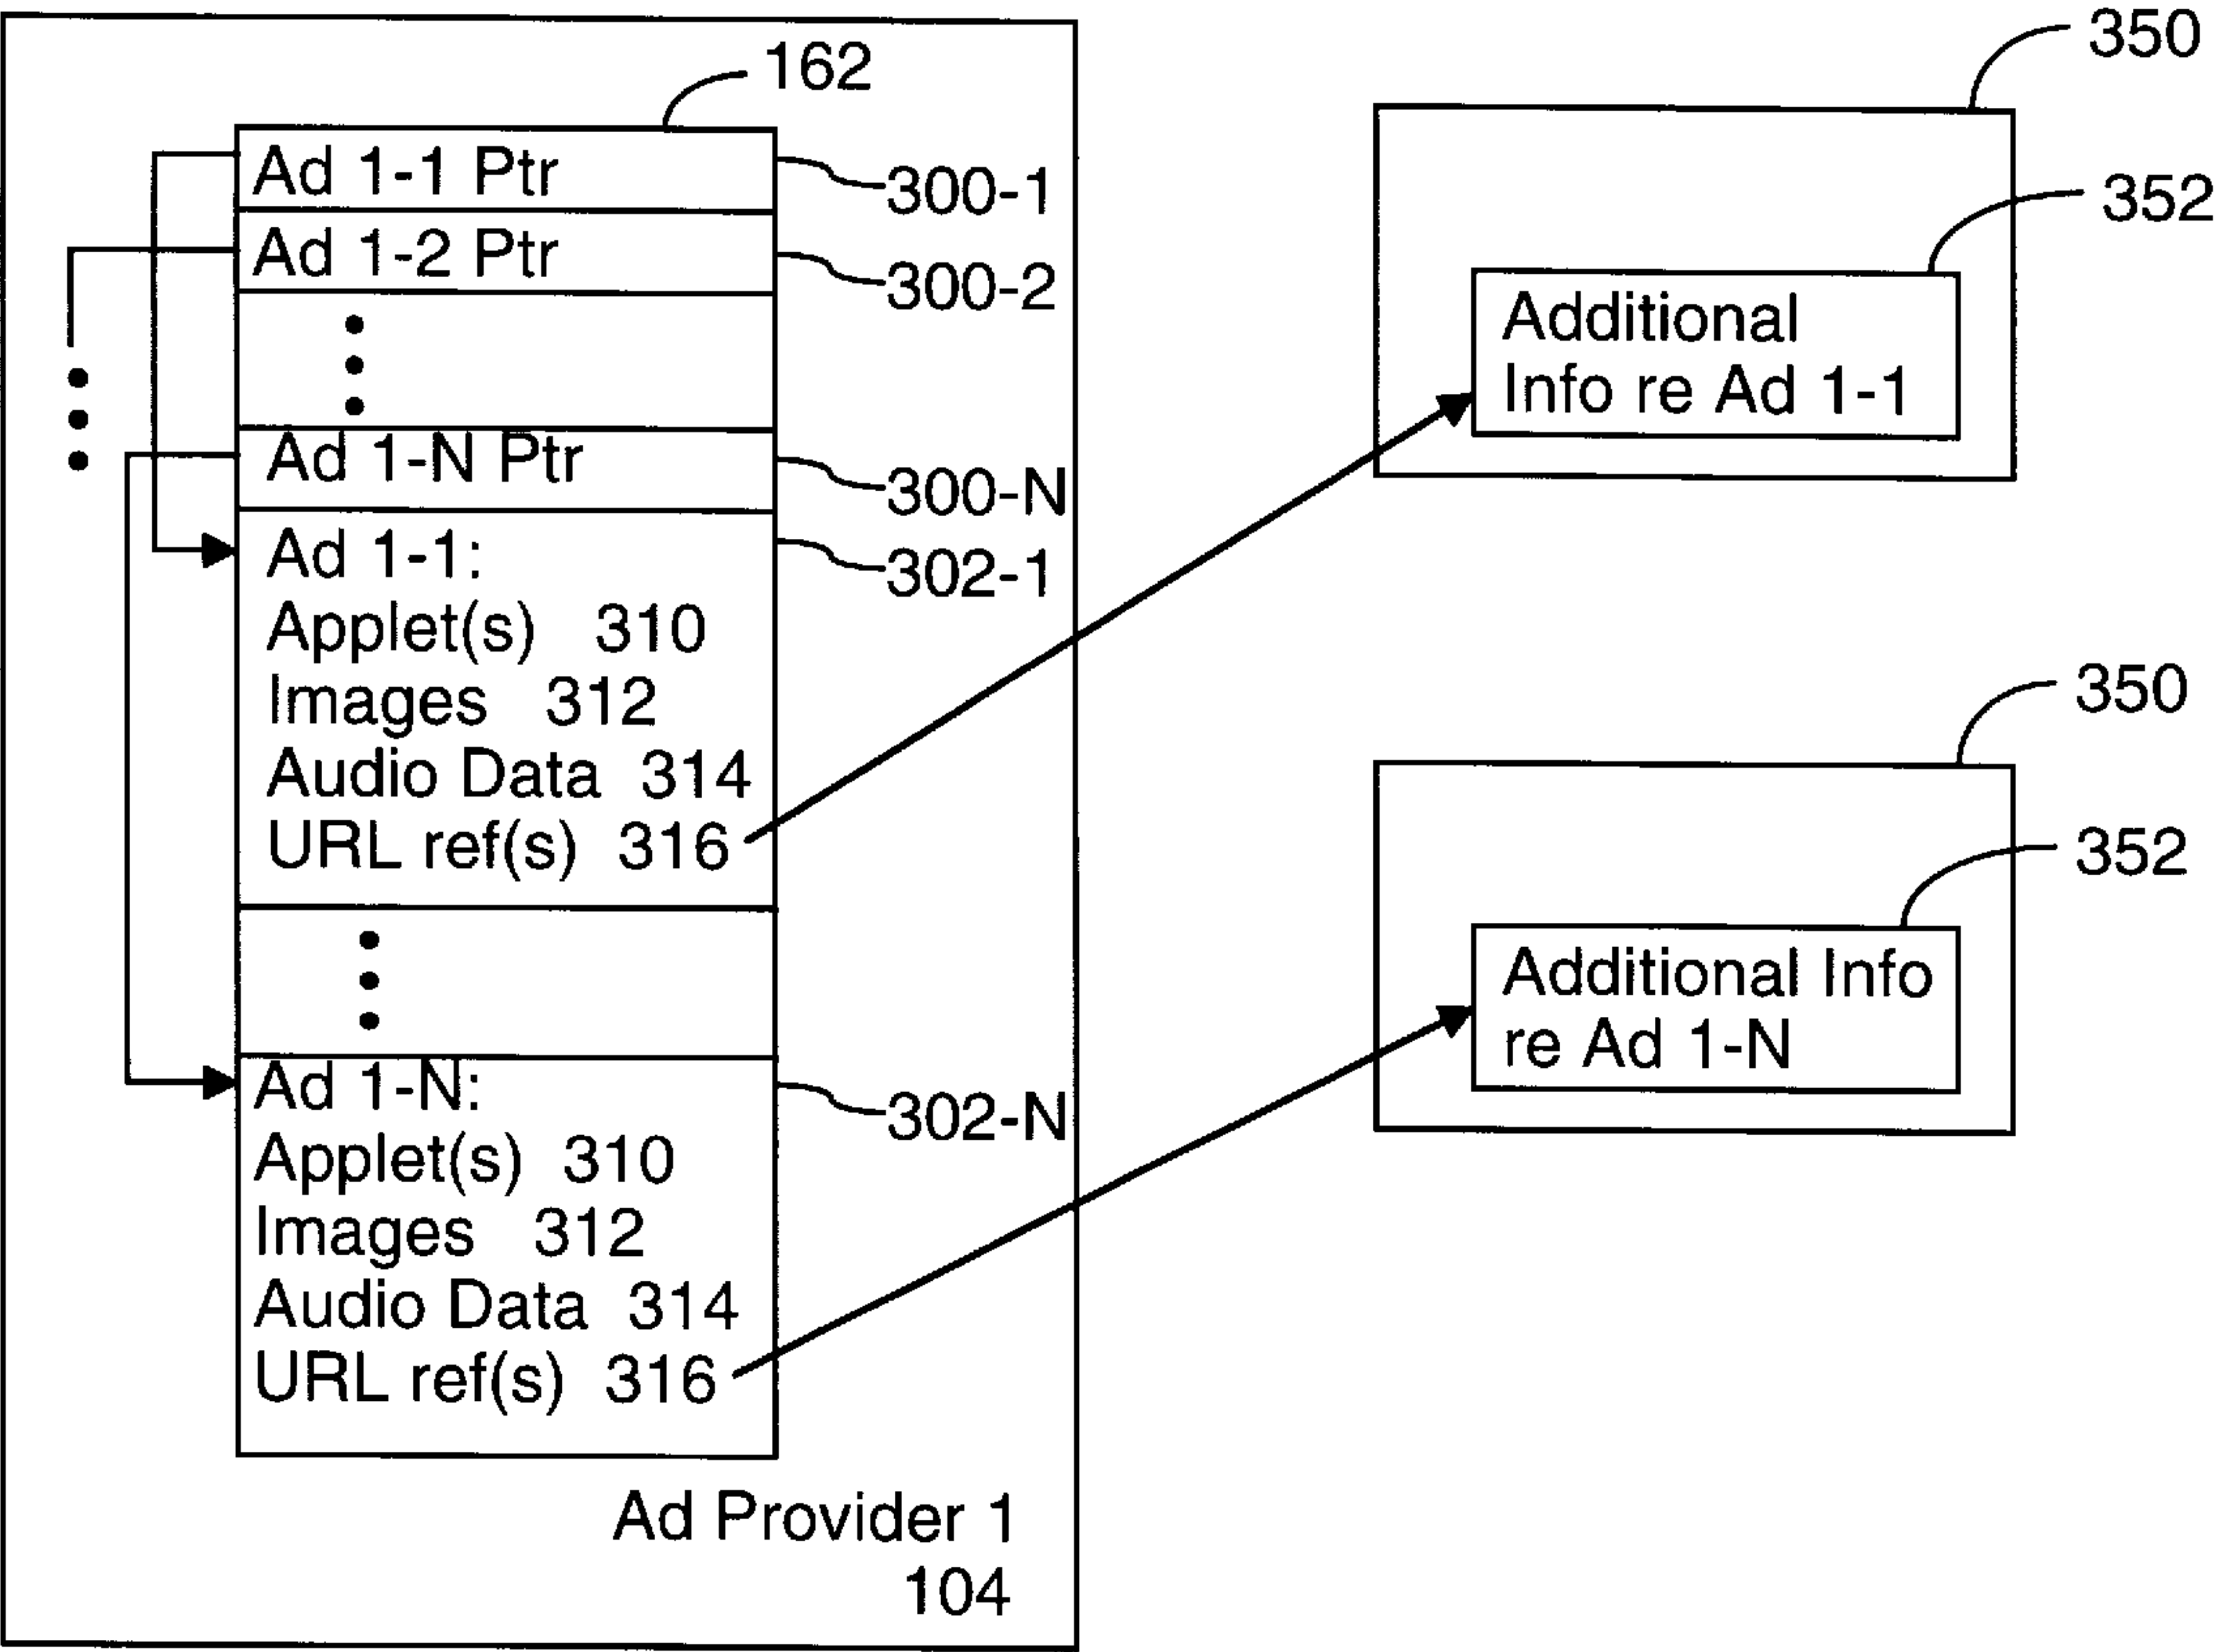 162
Ad 1-1 Ptr
300-1
Ad 1-2 Ptr
300-2
Ad 1-N Ptr
300-N
Ad 1-1:
302-1
Applet(s) 310
Images 312
Audio Data 314
URL ref(s) 316
Ad 1-N:
302-N
Applet(s) 310
Images 312
Audio Data 314
URL ref(s) 316
Ad Provider 1
104
350
352
Additional
Info re Ad 1-1
350
352
Additional Info
re Ad 1-N